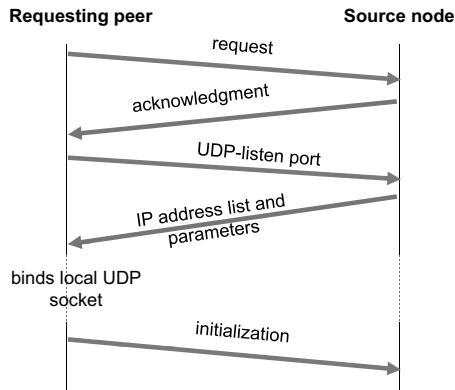 Requesting peer
Source node
request
acknowledgment
UDP-listen port
IP address list and
parameters
binds local UDP
socket
initialization